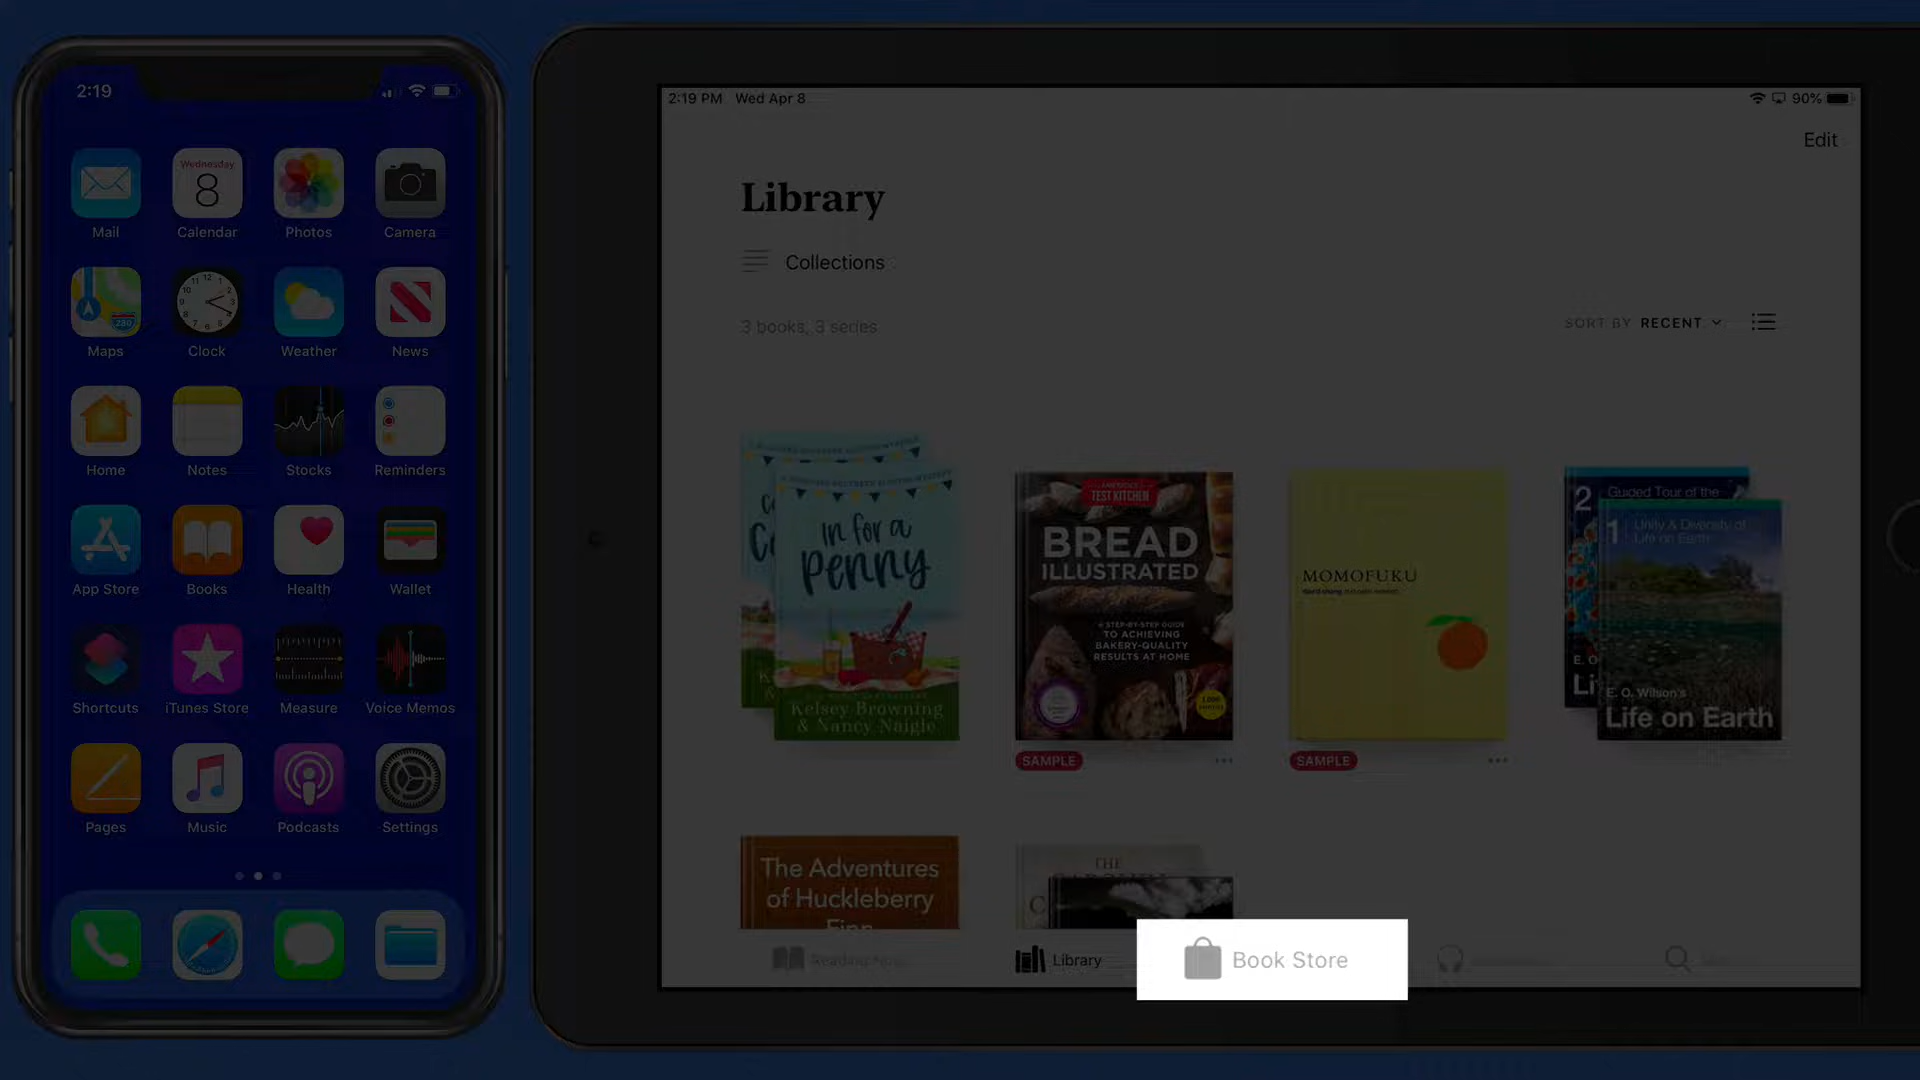 2:19
Wednesday
8
Mail
Calendar
Photos
Camera
280
Maps
Clock
Weather
News
Home
Notes
Stocks
Reminders
App Store
Books
Health
Wallet
Shortcuts
iTunes Store
Measure
Voice Memos
Pages
Music
Podcasts
Settings
2:19 PM Wed Apr 8
90%
Edit
Library
Collections
3 books, 3 series
SORT BY RECENT
in for a
penny
Kelsey Browning
& Nancy Naigle
TEST KITCHEN
BREAD
ILLUSTRATED
A STEP-BY-STEP GUIDE
TO ACHIEVING
BAKERY-QUALITY
RESULTS AT HOME
SAMPLE
MOMOFUKU
SAMPLE
2
Guided Tour of the
1
Unity & Diversity of
Life on Earth
E. O. Wilson's
Life on Earth
The Adventures
of Huckleberry
Finn
THE
Reading Now
Library
Book Store